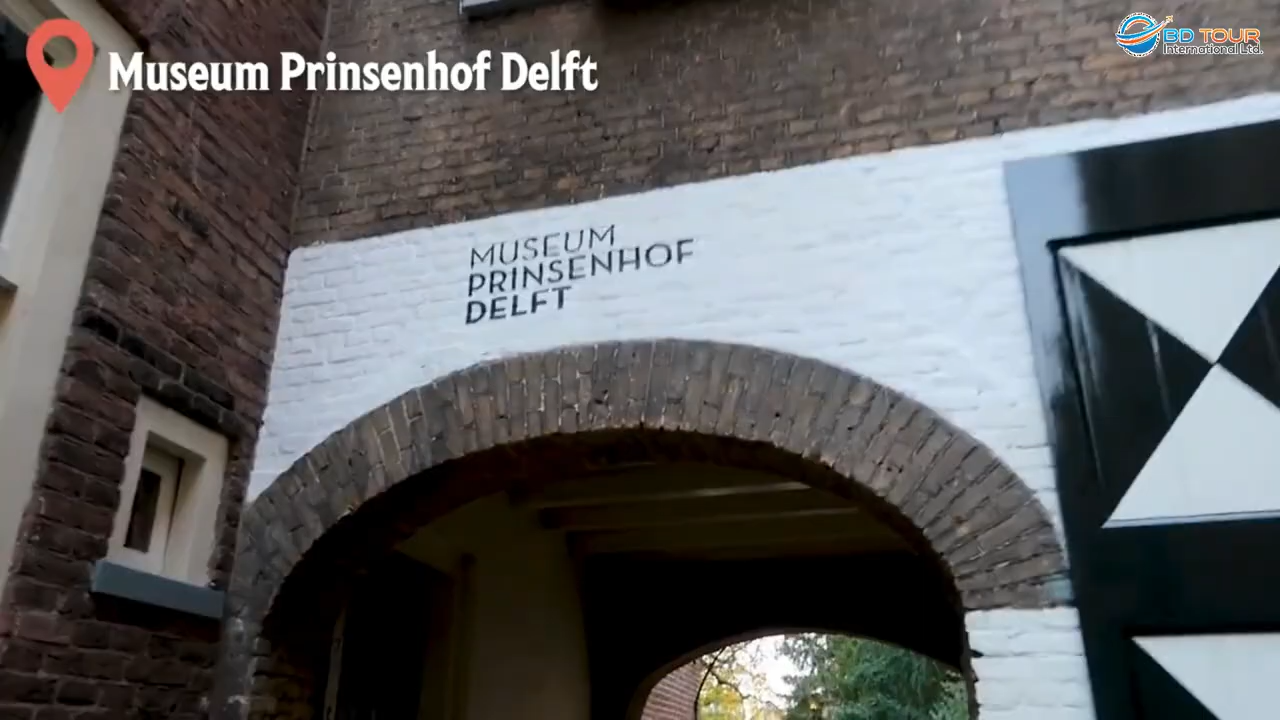 Museum Prinsenhof Delft
BD TOUR
International Ltd.
MUSEUM
PRINSENHOF
DELFT